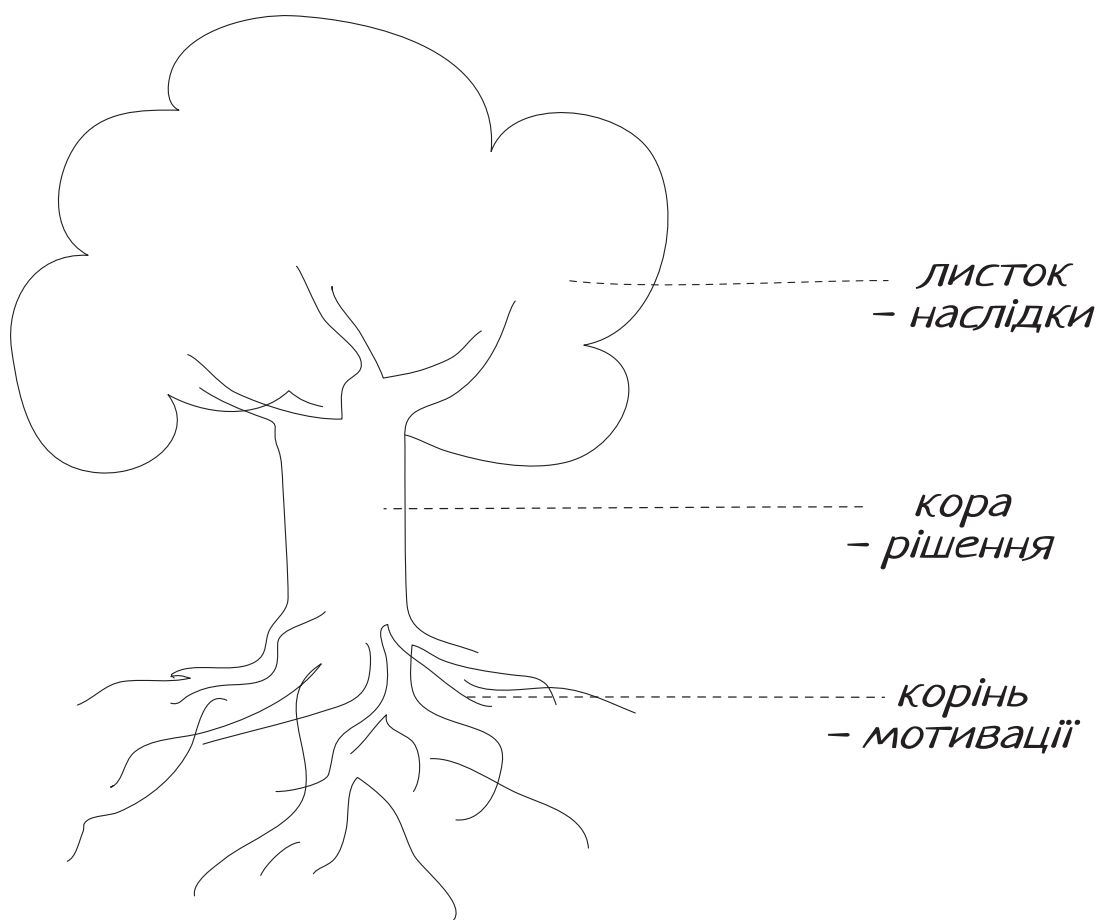 листок
– наслідки
кора
– рішення
корінь
– мотивації